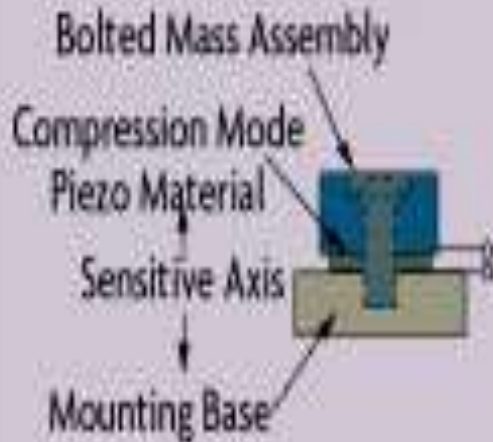 Bolted Mass Assembly
Compression Mode
Piezo Material
Sensitive Axis
Mounting Base